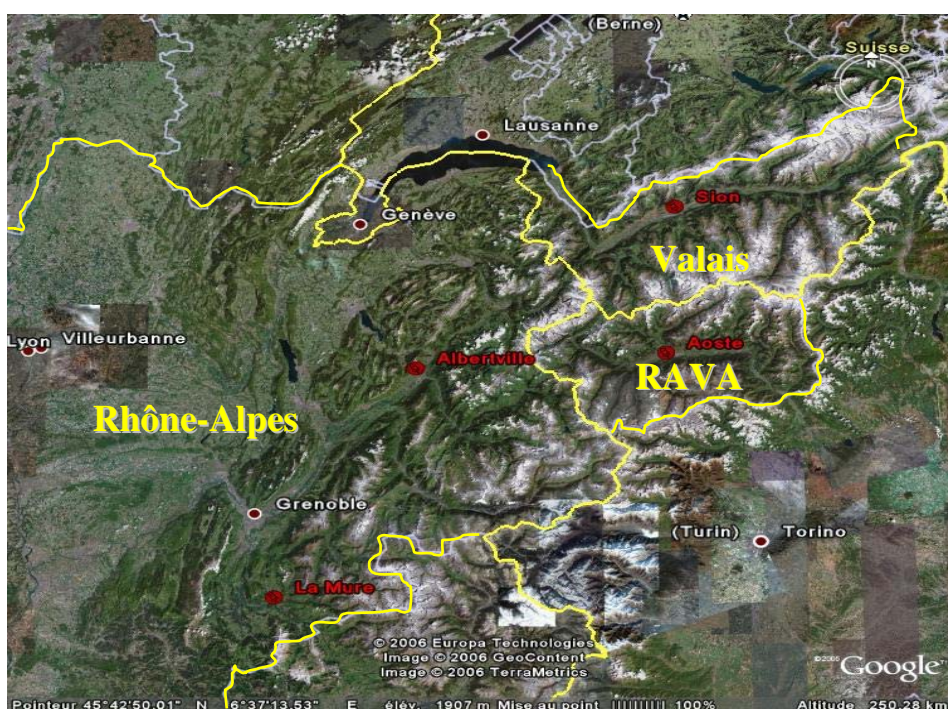 (Berne)
Suisse
N
Lausanne
Sion
Genève
Valais
Lyon Villeurbanne
Albertville
Aoste
RAVA
Rhône-Alpes
Grenoble
(Turin) Torino
La Mure
© 2006 Europa Technologies
Image © 2006 GeoContent
Image © 2006 TerraMetrics
©2005 Google
Pointeur 45°42'50.01" N 6°37'13.53" E élév. 1907 m Mise au point |||||||||| 100% Altitude 250.28 km